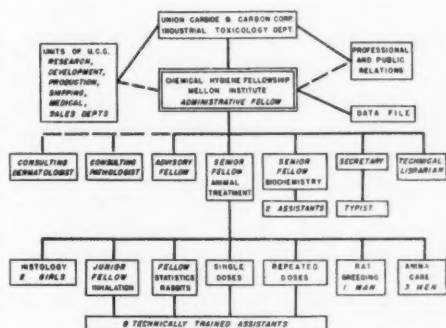 UNION CARBIDE & CARBON CORP.
INDUSTRIAL TOXICOLOGY DEPT.
UNITS OF U.C.C.
RESEARCH,
DEVELOPMENT,
PRODUCTION,
SHIPPING,
MEDICAL,
SALES DEPTS
PROFESSIONAL
AND PUBLIC
RELATIONS
CHEMICAL HYGIENE FELLOWSHIP
MELLON INSTITUTE
ADMINISTRATIVE FELLOW
DATA FILE
CONSULTING
DERMATOLOGIST
CONSULTING
PATHOLOGIST
ADVISORY
FELLOW
SENIOR
FELLOW
ANIMAL
TREATMENT
SENIOR
FELLOW
BIOCHEMISTRY
SECRETARY
TECHNICAL
LIBRARIAN
2 ASSISTANTS
TYPIST
HISTOLOGY
2 GIRLS
JUNIOR
FELLOW
INHALATION
FELLOW
STATISTICS
RABBITS
SINGLE
DOSES
REPEATED
DOSES
RAT
BREEDING
1 MAN
ANIMA
CARE
3 MEN
8 TECHNICALLY TRAINED ASSISTANTS